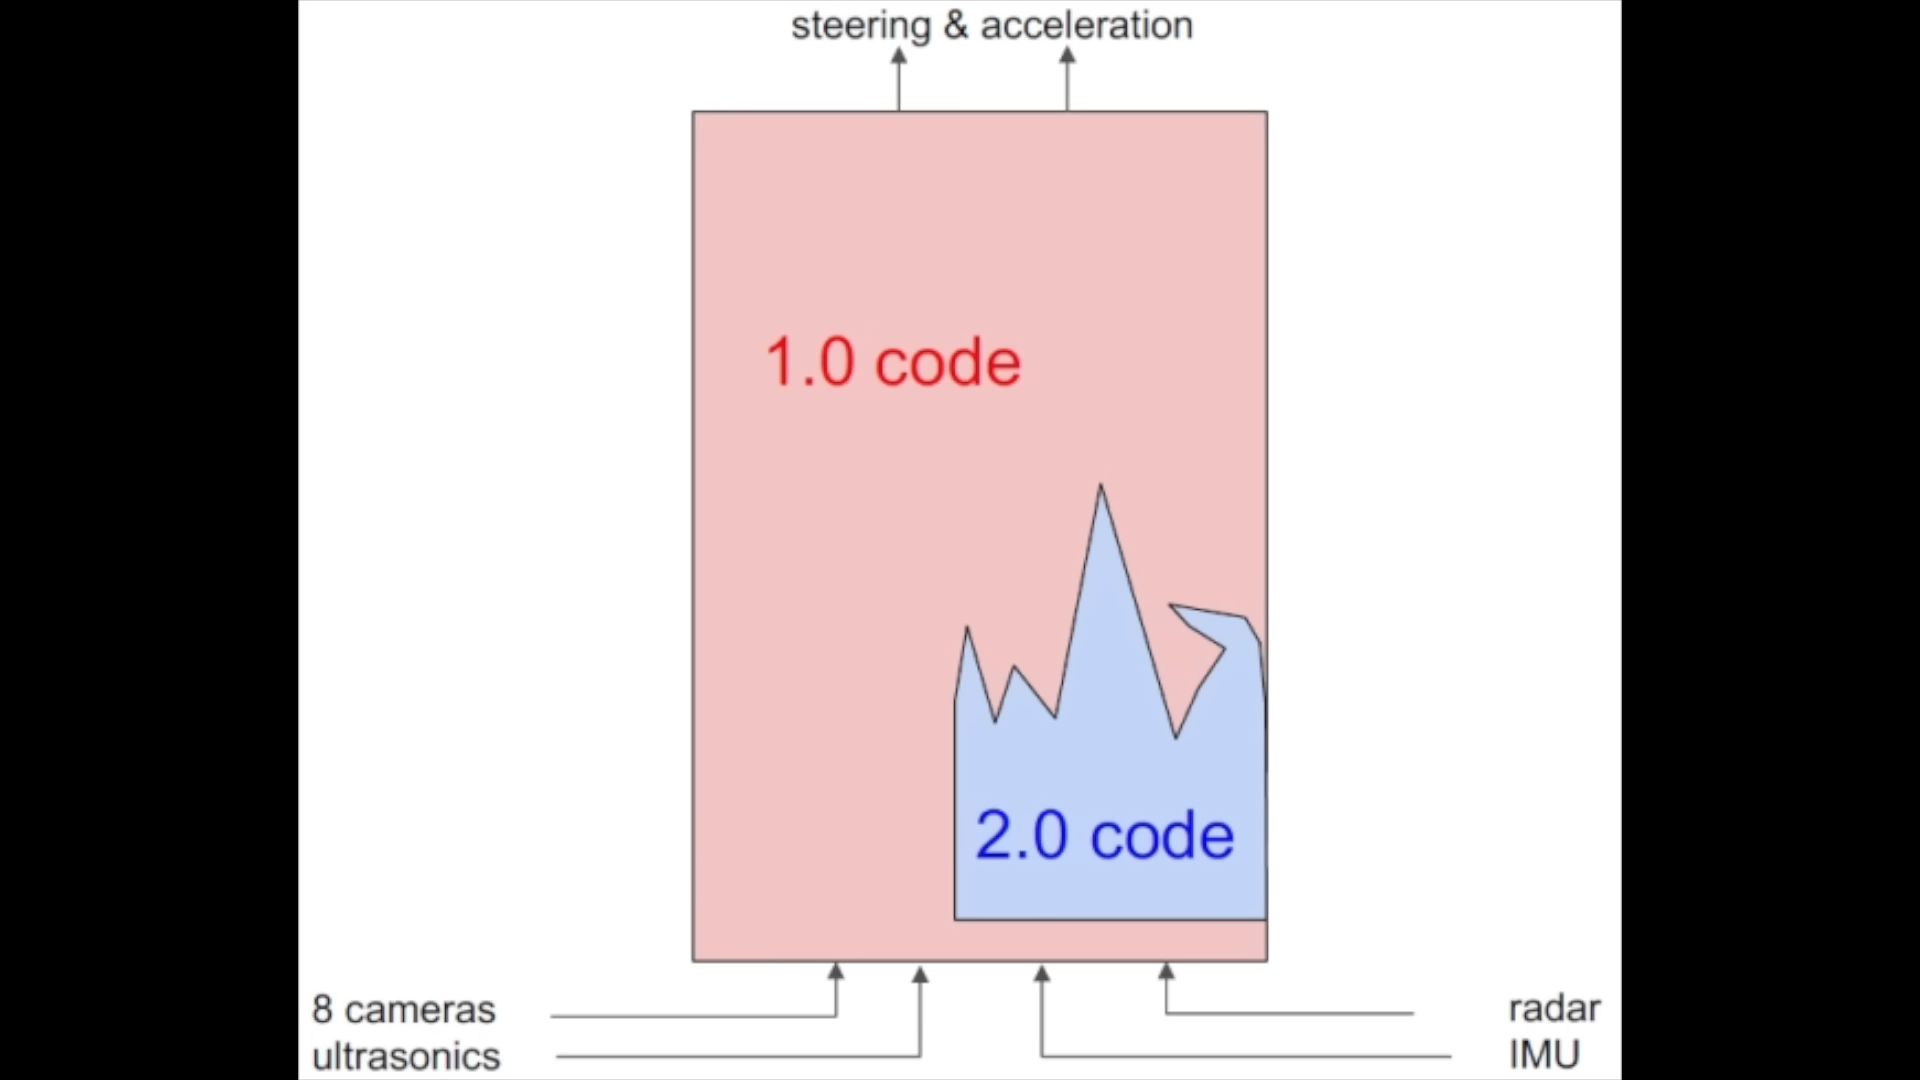 steering & acceleration
1.0 code
2.0 code
8 cameras
ultrasonics
radar
IMU